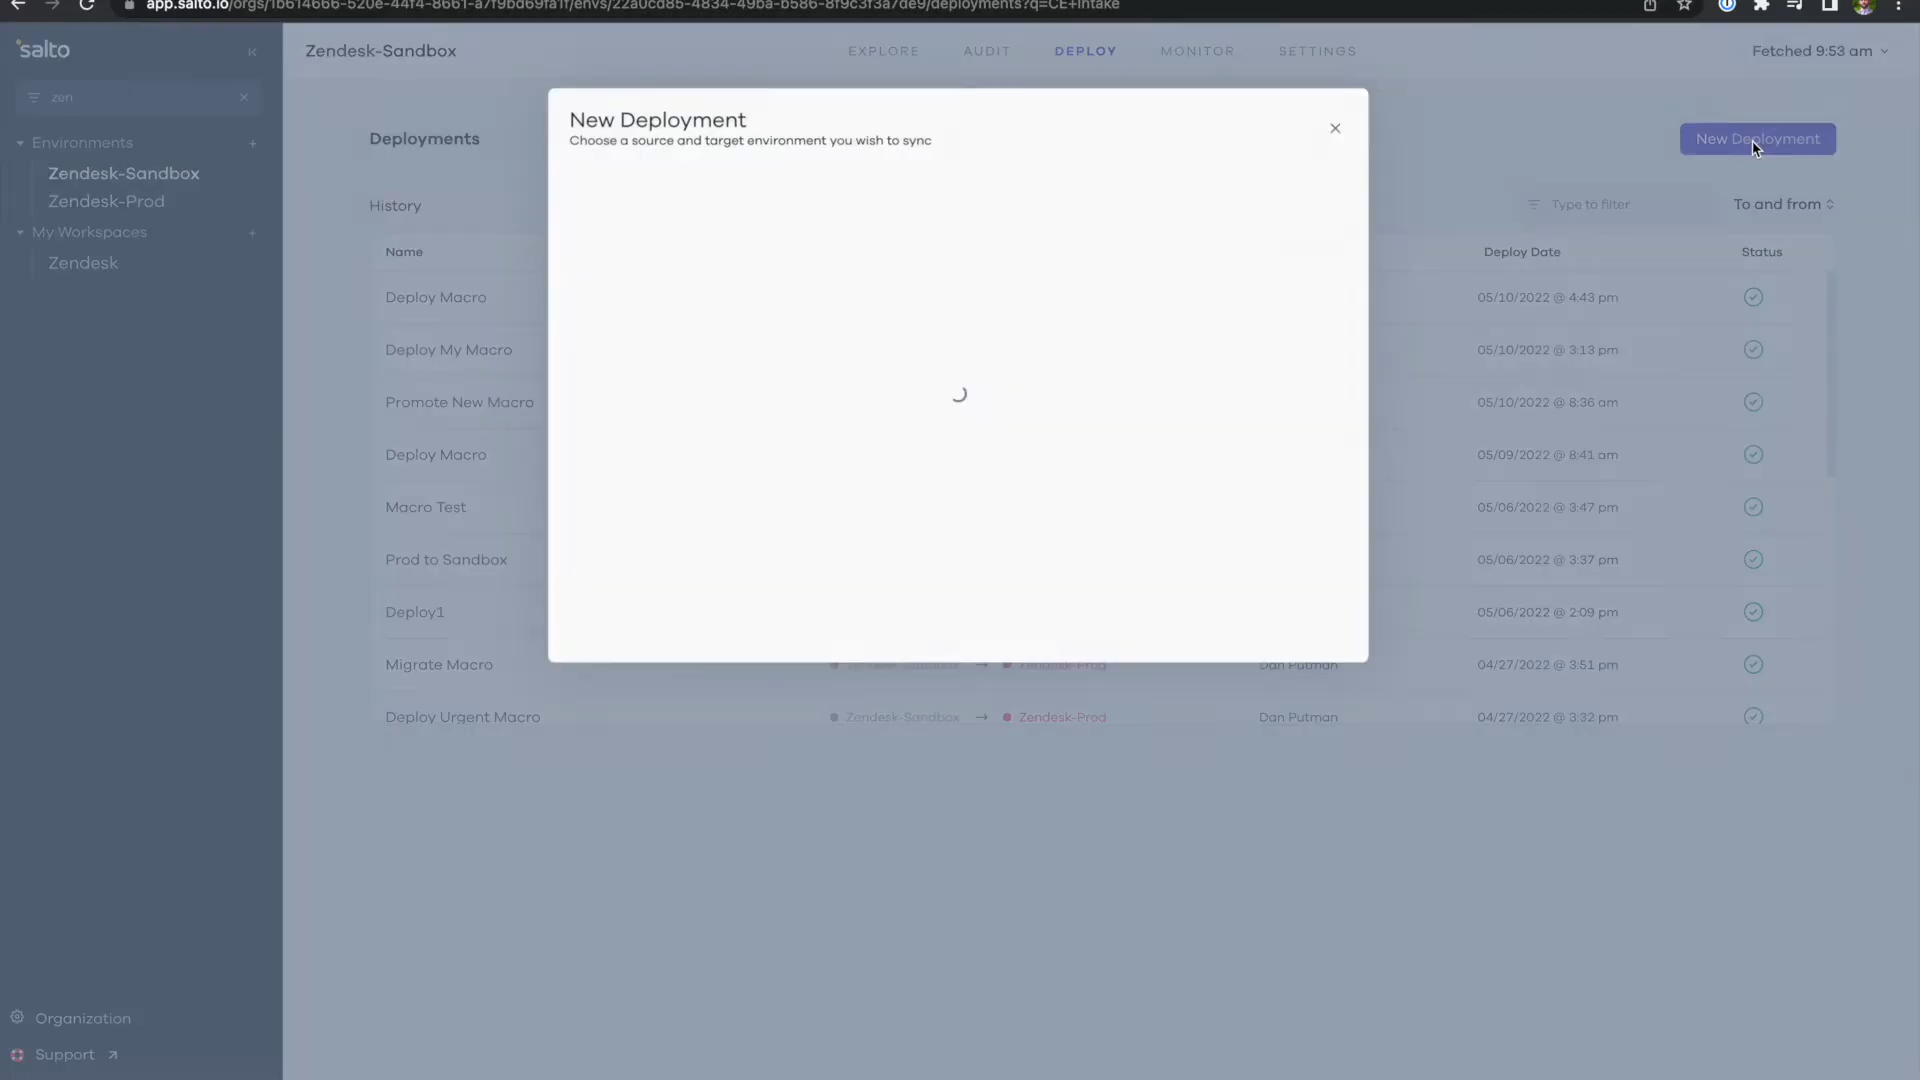 app.salto.io/orgs/1b614666-520e-44f4-8661-a7f9bd69fa1f/envs/22a0cd85-4834-49ba-b586-8f9c3f3a7de9/deployments?q=CE+Intake
salto
Zendesk-Sandbox
EXPLORE
AUDIT
DEPLOY
MONITOR
SETTINGS
Fetched 9:53 am
zen
Environments
Zendesk-Sandbox
Zendesk-Prod
My Workspaces
Zendesk
Organization
Support
New Deployment
Choose a source and target environment you wish to sync
Deployments
New Deployment
History
Type to filter
To and from
Name
Deploy Date
Status
Deploy Macro
05/10/2022 @ 4:43 pm
Deploy My Macro
05/10/2022 @ 3:13 pm
Promote New Macro
05/10/2022 @ 8:36 am
Deploy Macro
05/09/2022 @ 8:41 am
Macro Test
05/06/2022 @ 3:47 pm
Prod to Sandbox
05/06/2022 @ 3:37 pm
Deploy1
05/06/2022 @ 2:09 pm
Migrate Macro
Zendesk-Sandbox → Zendesk-Prod
Dan Putman
04/27/2022 @ 3:51 pm
Deploy Urgent Macro
Zendesk-Sandbox → Zendesk-Prod
Dan Putman
04/27/2022 @ 3:32 pm